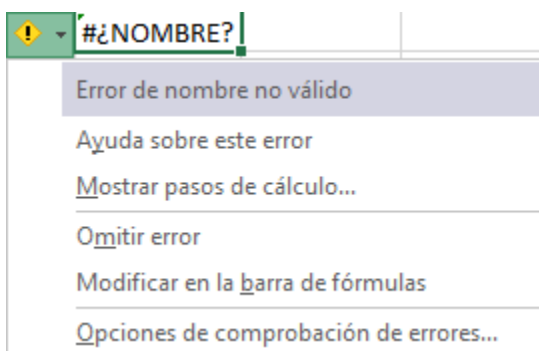 #¿NOMBRE?
Error de nombre no válido
Ayuda sobre este error
Mostrar pasos de cálculo...
Omitir error
Modificar en la barra de fórmulas
Opciones de comprobación de errores...